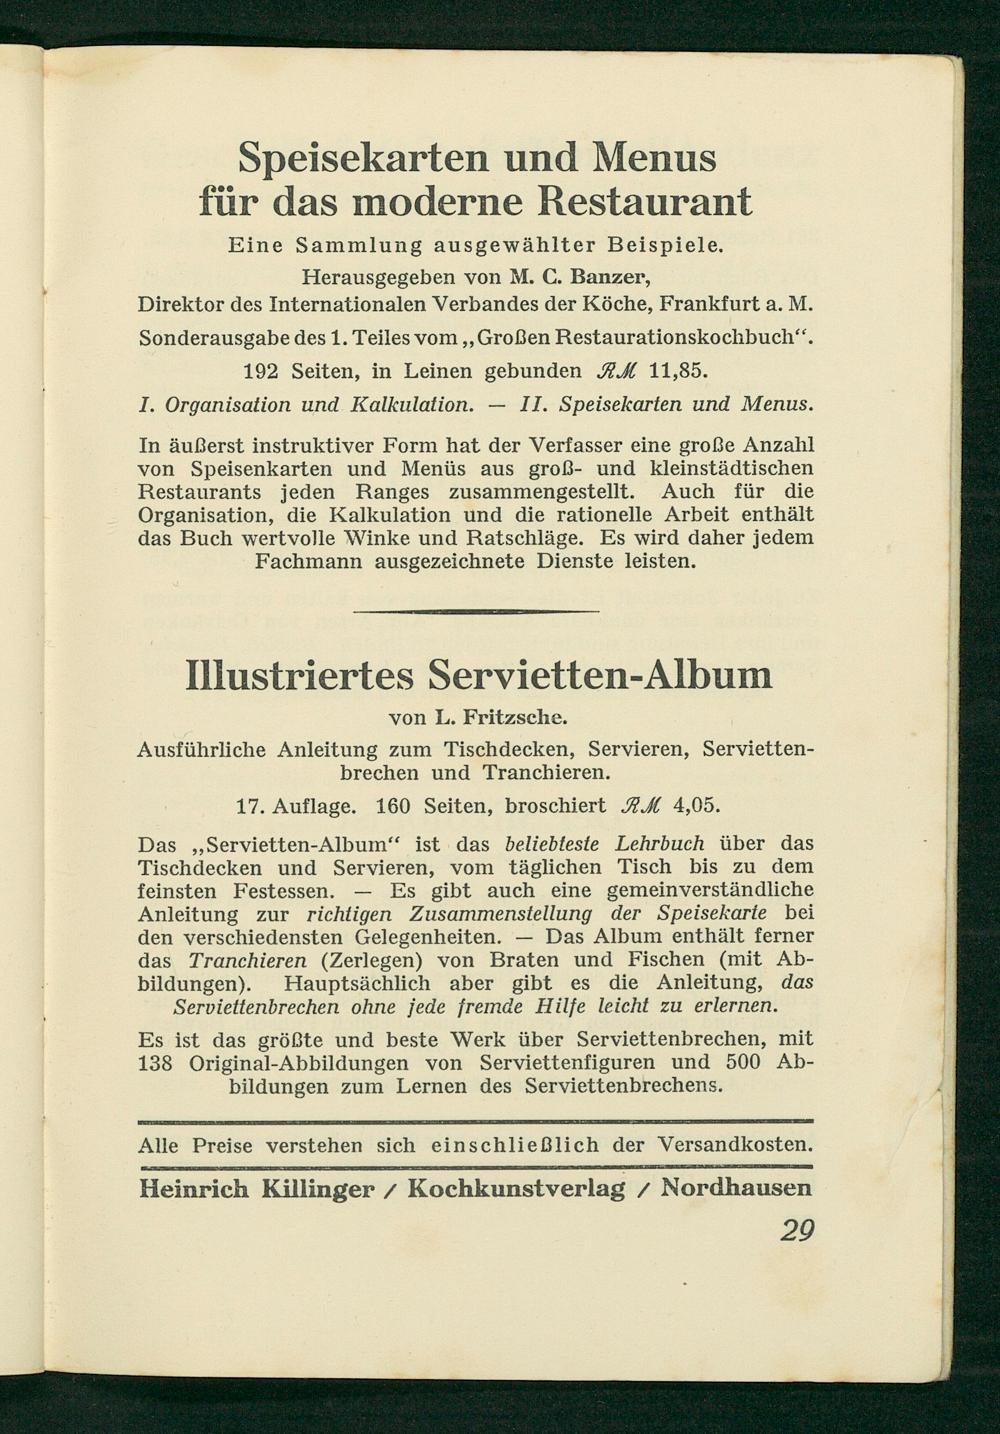 Speisekarten und Menus
für das moderne Restaurant
Eine Sammlung ausgewählter Beispiele.
Herausgegeben von M. C. Banzer,
Direktor des Internationalen Verbandes der Köche, Frankfurt a. M.
Sonderausgabe des 1. Teiles vom „Großen Restaurationskochbuch“.
192 Seiten, in Leinen gebunden RM 11,85.
I. Organisation und Kalkulation. — II. Speisekarten und Menus.
In äußerst instruktiver Form hat der Verfasser eine große Anzahl
von Speisenkarten und Menüs aus groß- und kleinstädtischen
Restaurants jeden Ranges zusammengestellt. Auch für die
Organisation, die Kalkulation und die rationelle Arbeit enthält
das Buch wertvolle Winke und Ratschläge. Es wird daher jedem
Fachmann ausgezeichnete Dienste leisten.
Illustriertes Servietten-Album
von L. Fritzsche.
Ausführliche Anleitung zum Tischdecken, Servieren, Servietten-
brechen und Tranchieren.
17. Auflage. 160 Seiten, broschiert RM 4,05.
Das „Servietten-Album“ ist das beliebteste Lehrbuch über das
Tischdecken und Servieren, vom täglichen Tisch bis zu dem
feinsten Festessen. — Es gibt auch eine gemeinverständliche
Anleitung zur richtigen Zusammenstellung der Speisekarte bei
den verschiedensten Gelegenheiten. — Das Album enthält ferner
das Tranchieren (Zerlegen) von Braten und Fischen (mit Ab-
bildungen). Hauptsächlich aber gibt es die Anleitung, das
Serviettenbrechen ohne jede fremde Hilfe leicht zu erlernen.
Es ist das größte und beste Werk über Serviettenbrechen, mit
138 Original-Abbildungen von Serviettenfiguren und 500 Ab-
bildungen zum Lernen des Serviettenbrechens.
Alle Preise verstehen sich einschließlich der Versandkosten.
Heinrich Killinger / Kochkunstverlag / Nordhausen
29